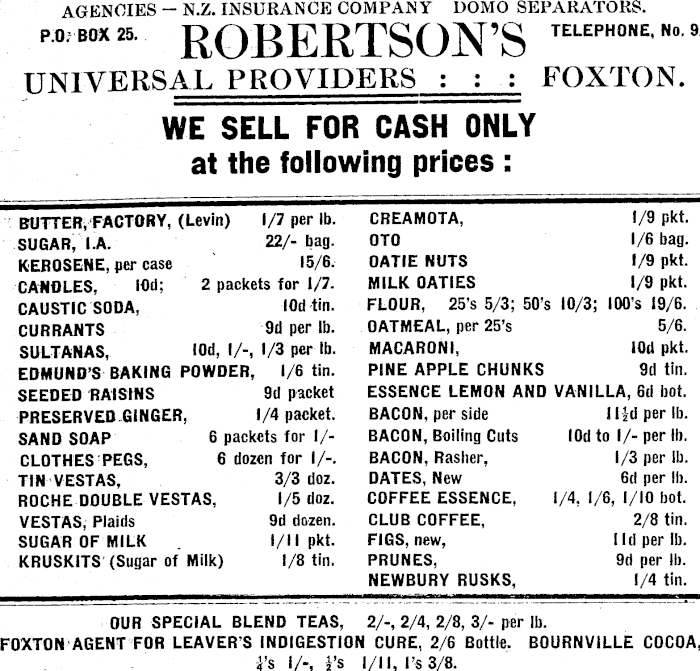 AGENCIES — N.Z. INSURANCE COMPANY DOMO SEPARATORS.
P.O. BOX 25. ROBERTSON'S TELEPHONE, No. 9
UNIVERSAL PROVIDERS : : : FOXTON.
WE SELL FOR CASH ONLY
at the following prices :
BUTTER, FACTORY, (Levin) 1/7 per lb.
SUGAR, I.A. 22/- bag.
KEROSENE, per case 15/6.
CANDLES, 10d; 2 packets for 1/7.
CAUSTIC SODA, 10d tin.
CURRANTS 9d per lb.
SULTANAS, 10d, 1/-, 1/3 per lb.
EDMUND'S BAKING POWDER, 1/6 tin.
SEEDED RAISINS 9d packet
PRESERVED GINGER, 1/4 packet.
SAND SOAP 6 packets for 1/-
CLOTHES PEGS, 6 dozen for 1/-.
TIN VESTAS, 3/3 doz.
ROCHE DOUBLE VESTAS, 1/5 doz.
VESTAS, Plaids 9d dozen.
SUGAR OF MILK 1/11 pkt.
KRUSKITS (Sugar of Milk) 1/8 tin.
CREAMOTA, 1/9 pkt.
OTO 1/6 bag.
OATIE NUTS 1/9 pkt.
MILK OATIES 1/9 pkt.
FLOUR, 25's 5/3; 50's 10/3; 100's 19/6.
OATMEAL, per 25's 5/6.
MACARONI, 10d pkt.
PINE APPLE CHUNKS 9d tin.
ESSENCE LEMON AND VANILLA, 6d bot.
BACON, per side 11½d per lb.
BACON, Boiling Cuts 10d to 1/- per lb.
BACON, Rasher, 1/3 per lb.
DATES, New 6d per lb.
COFFEE ESSENCE, 1/4, 1/6, 1/10 bot.
CLUB COFFEE, 2/8 tin.
FIGS, new, 11d per lb.
PRUNES, 9d per lb.
NEWBURY RUSKS, 1/4 tin.
OUR SPECIAL BLEND TEAS, 2/-, 2/4, 2/8, 3/- per lb.
FOXTON AGENT FOR LEAVER'S INDIGESTION CURE, 2/6 Bottle. BOURNVILLE COCOA,
¼'s 1/-, ½'s 1/11, 1's 3/8.